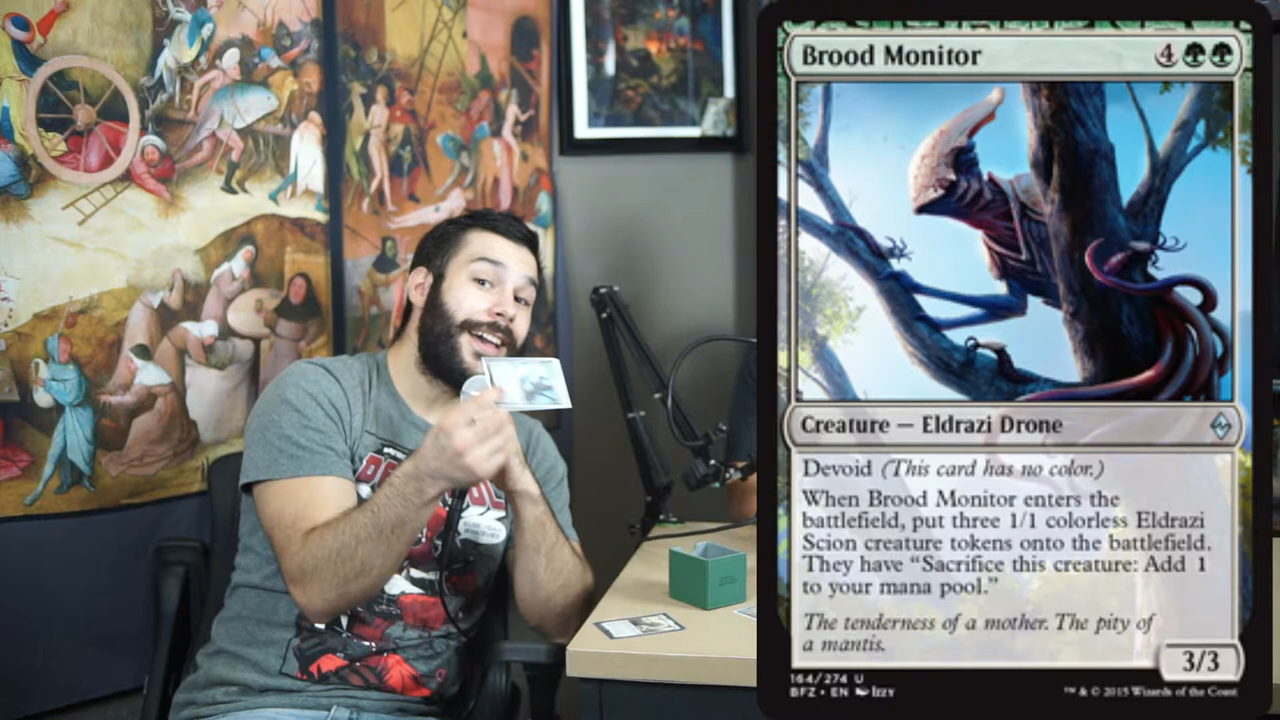 Brood Monitor 4
Creature — Eldrazi Drone
Devoid (This card has no color.)
When Brood Monitor enters the
battlefield, put three 1/1 colorless Eldrazi
Scion creature tokens onto the battlefield.
They have “Sacrifice this creature: Add 1
to your mana pool.”
The tenderness of a mother. The pity of
a mantis.
3/3
164/274 U
BFZ • EN Izzy
™ & © 2015 Wizards of the Coast